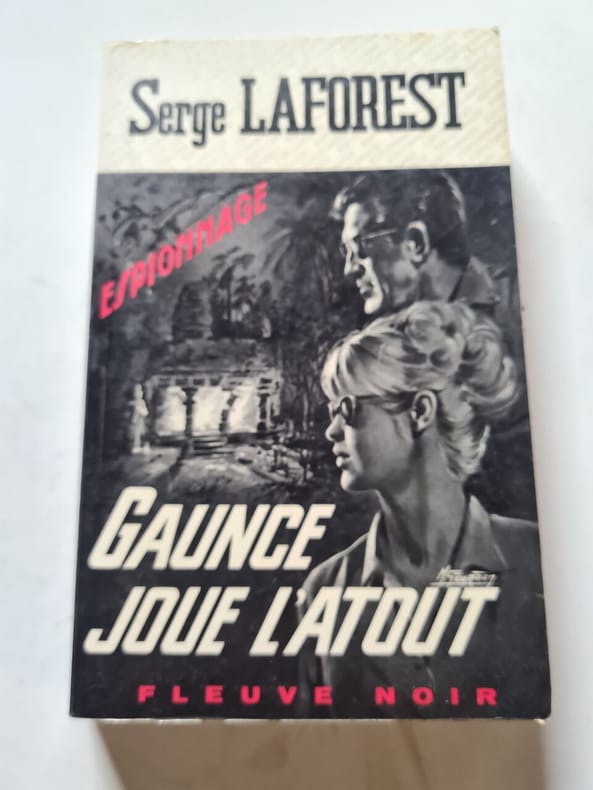 Serge LAFOREST
ESPIONNAGE
GAUNCE
JOUE L'ATOUT
FLEUVE NOIR